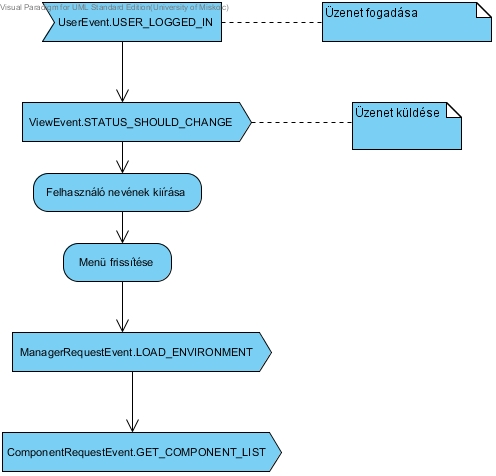 Visual Paradigm for UML Standard Edition(University of Miskolc)
UserEvent.USER_LOGGED_IN
Üzenet fogadása
ViewEvent.STATUS_SHOULD_CHANGE
Üzenet küldése
Felhasználó nevének kiírása
Menü frissítése
ManagerRequestEvent.LOAD_ENVIRONMENT
ComponentRequestEvent.GET_COMPONENT_LIST